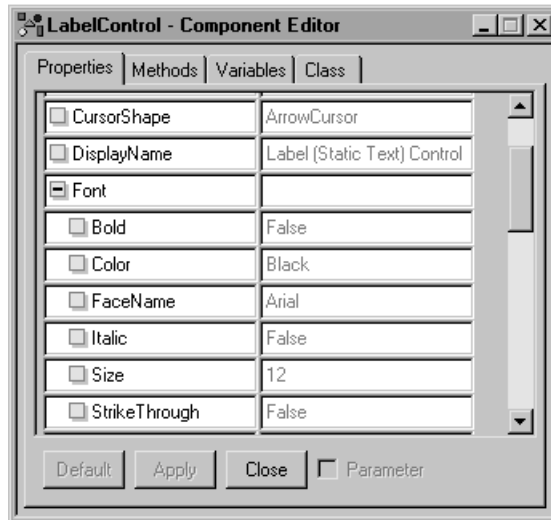 LabelControl - Component Editor
Properties Methods Variables Class
CursorShape ArrowCursor
DisplayName Label (Static Text) Control
Font
Bold False
Color Black
FaceName Arial
Italic False
Size 12
StrikeThrough False
Default Apply Close Parameter